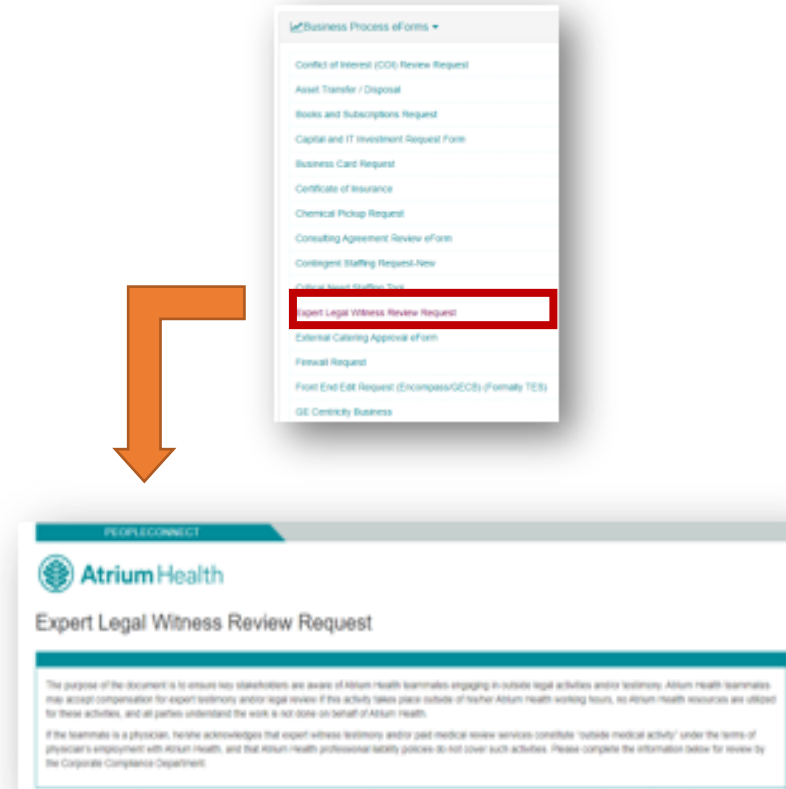 Business Process eForms
Conflict of Interest (COI) Review Request
Asset Transfer / Disposal
Books and Subscriptions Request
Capital and IT Investment Request Form
Business Card Request
Certificate of Insurance
Chemical Pickup Request
Consulting Agreement Review eForm
Contingent Staffing Request-New
Critical Need Staffing Tool
Expert Legal Witness Review Request
External Catering Approval eForm
Firewall Request
Front End Edit Request (Encompass/GECB) (Formally TES)
GE Centricity Business
PEOPLECONNECT
Atrium Health
Expert Legal Witness Review Request
The purpose of the document is to ensure key stakeholders are aware of Atrium Health teammates engaging in outside legal activities and/or testimony. Atrium Health teammates
may accept compensation for expert testimony and/or legal review if this activity takes place outside of his/her Atrium Health working hours, no Atrium Health resources are utilized
for these activities, and all parties understand the work is not done on behalf of Atrium Health.
If the teammate is a physician, he/she acknowledges that expert witness testimony and/or paid medical review services constitute "outside medical activity" under the terms of
physician's employment with Atrium Health, and that Atrium Health professional liability policies do not cover such activities. Please complete the information below for review by
the Corporate Compliance Department.